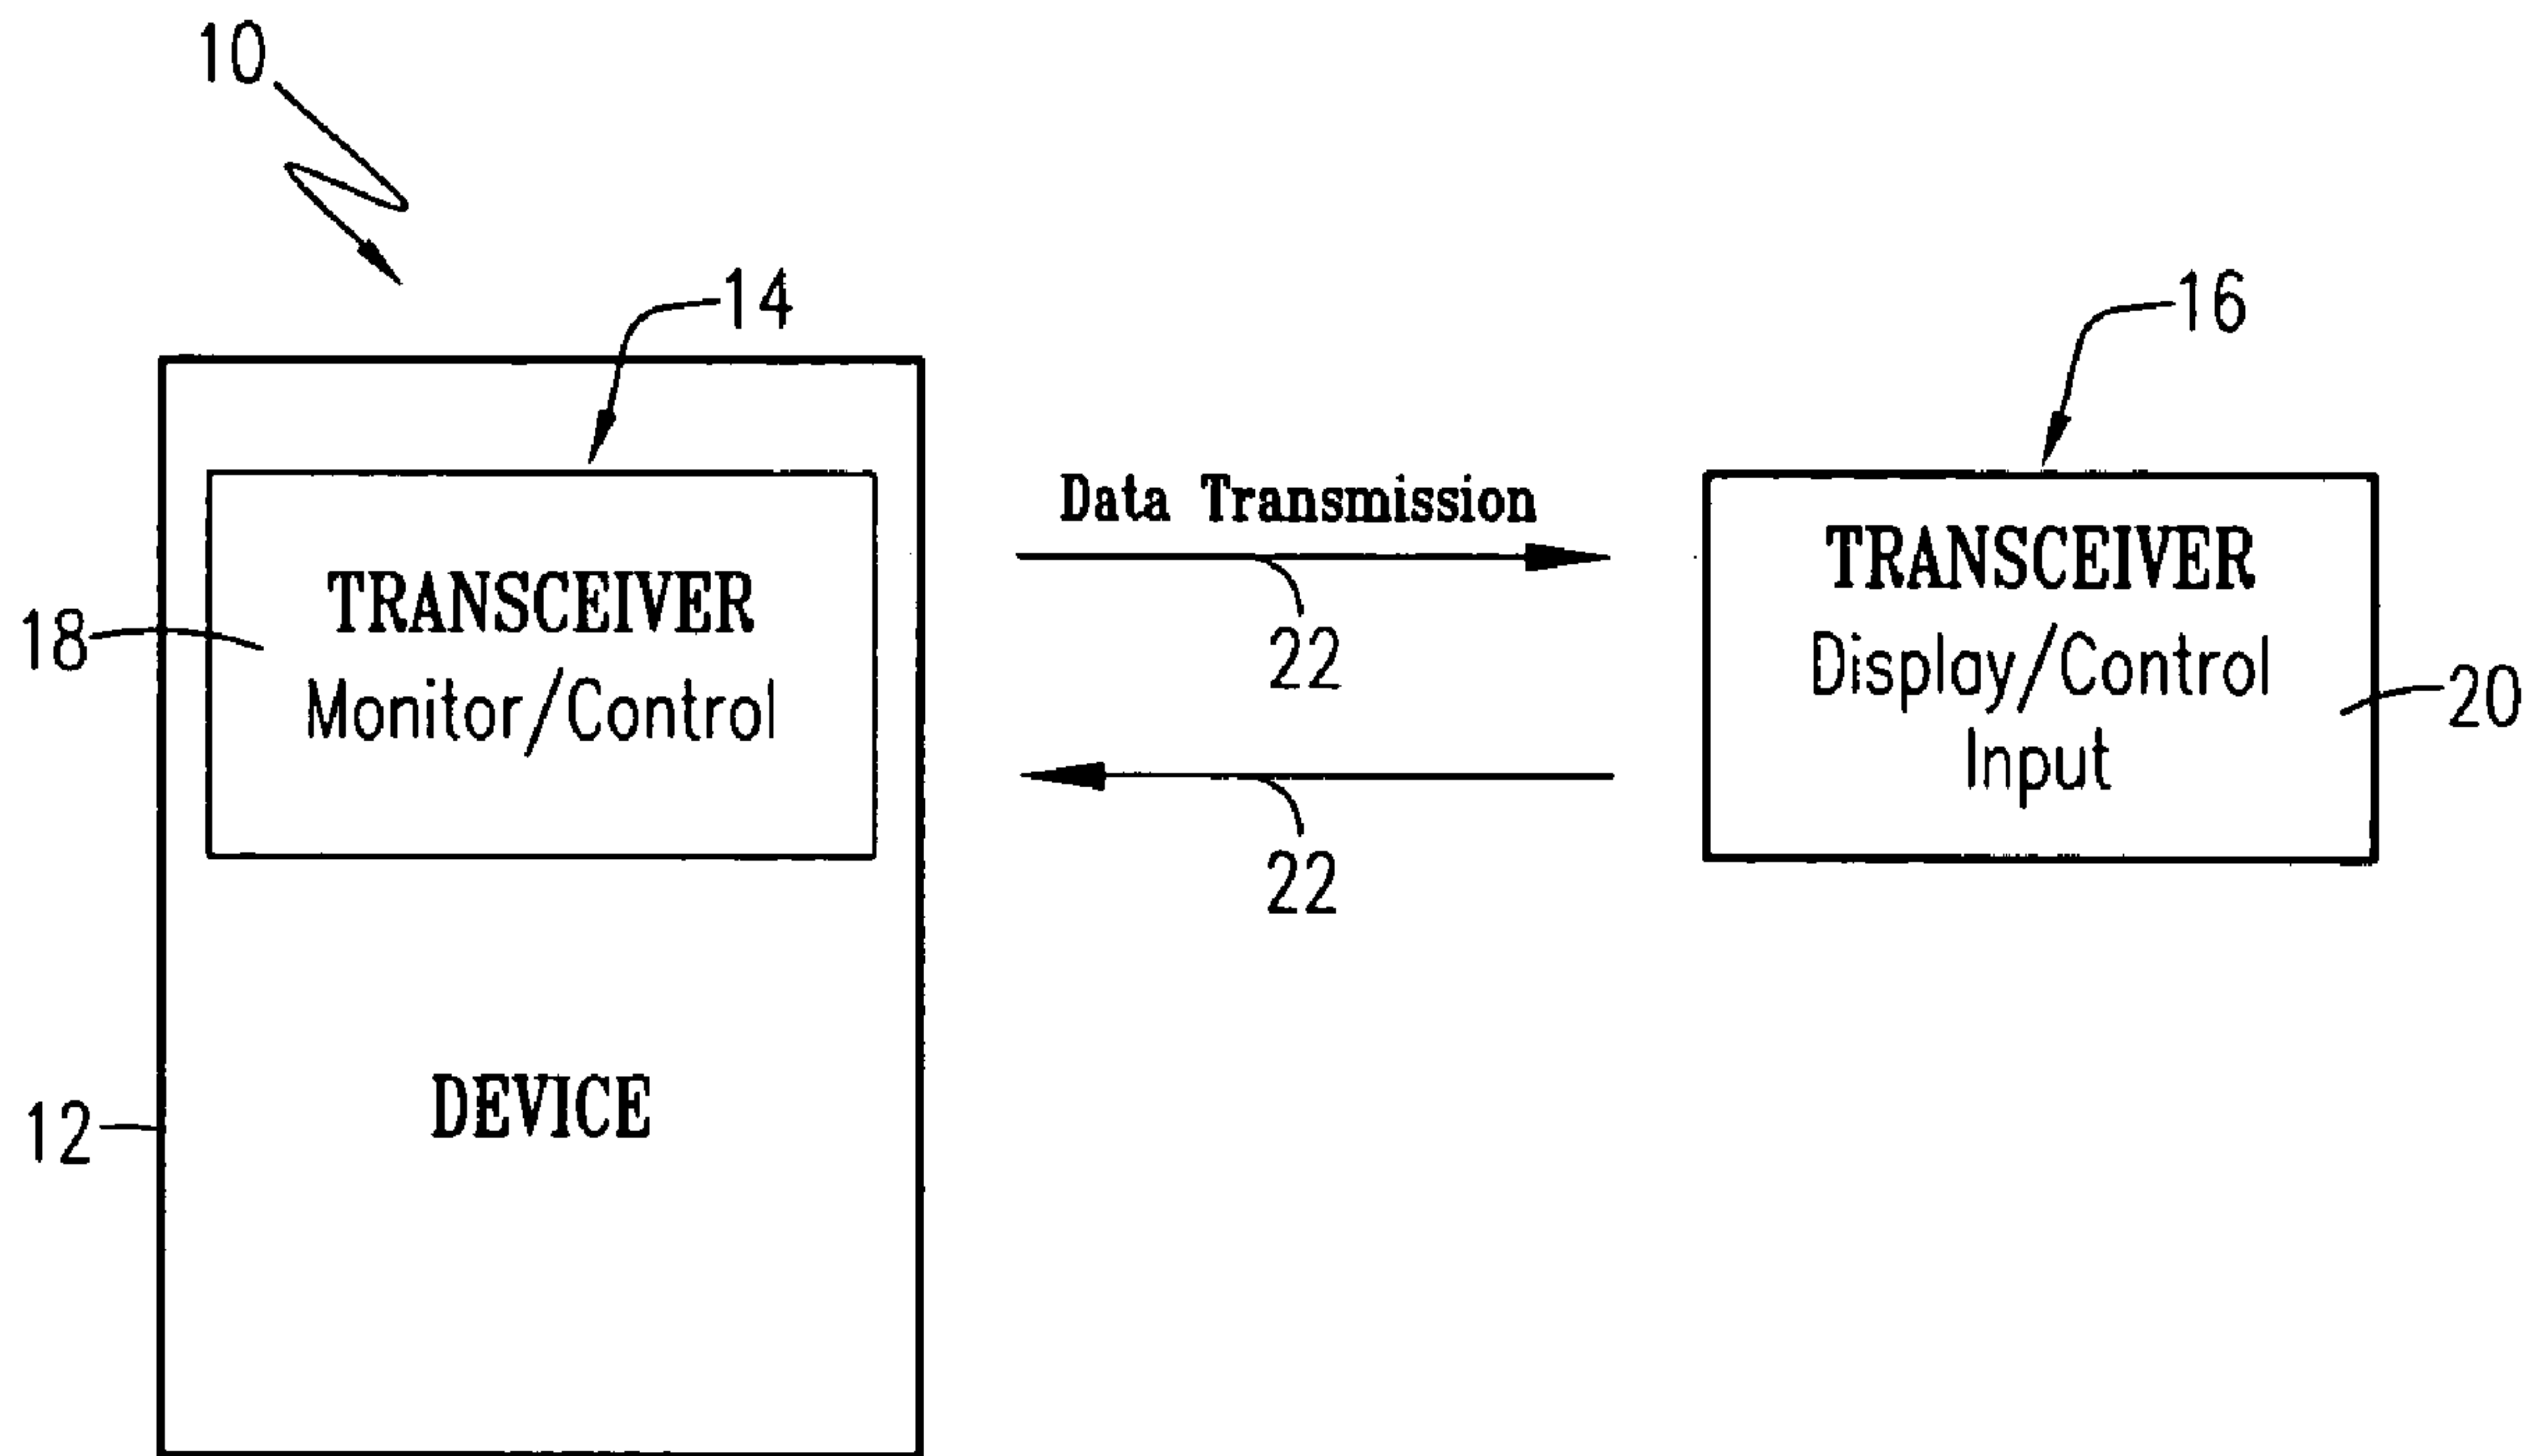 10
14
16
Data Transmission
TRANSCEIVER
Monitor/Control
18
22
TRANSCEIVER
Display/Control
Input
20
22
DEVICE
12